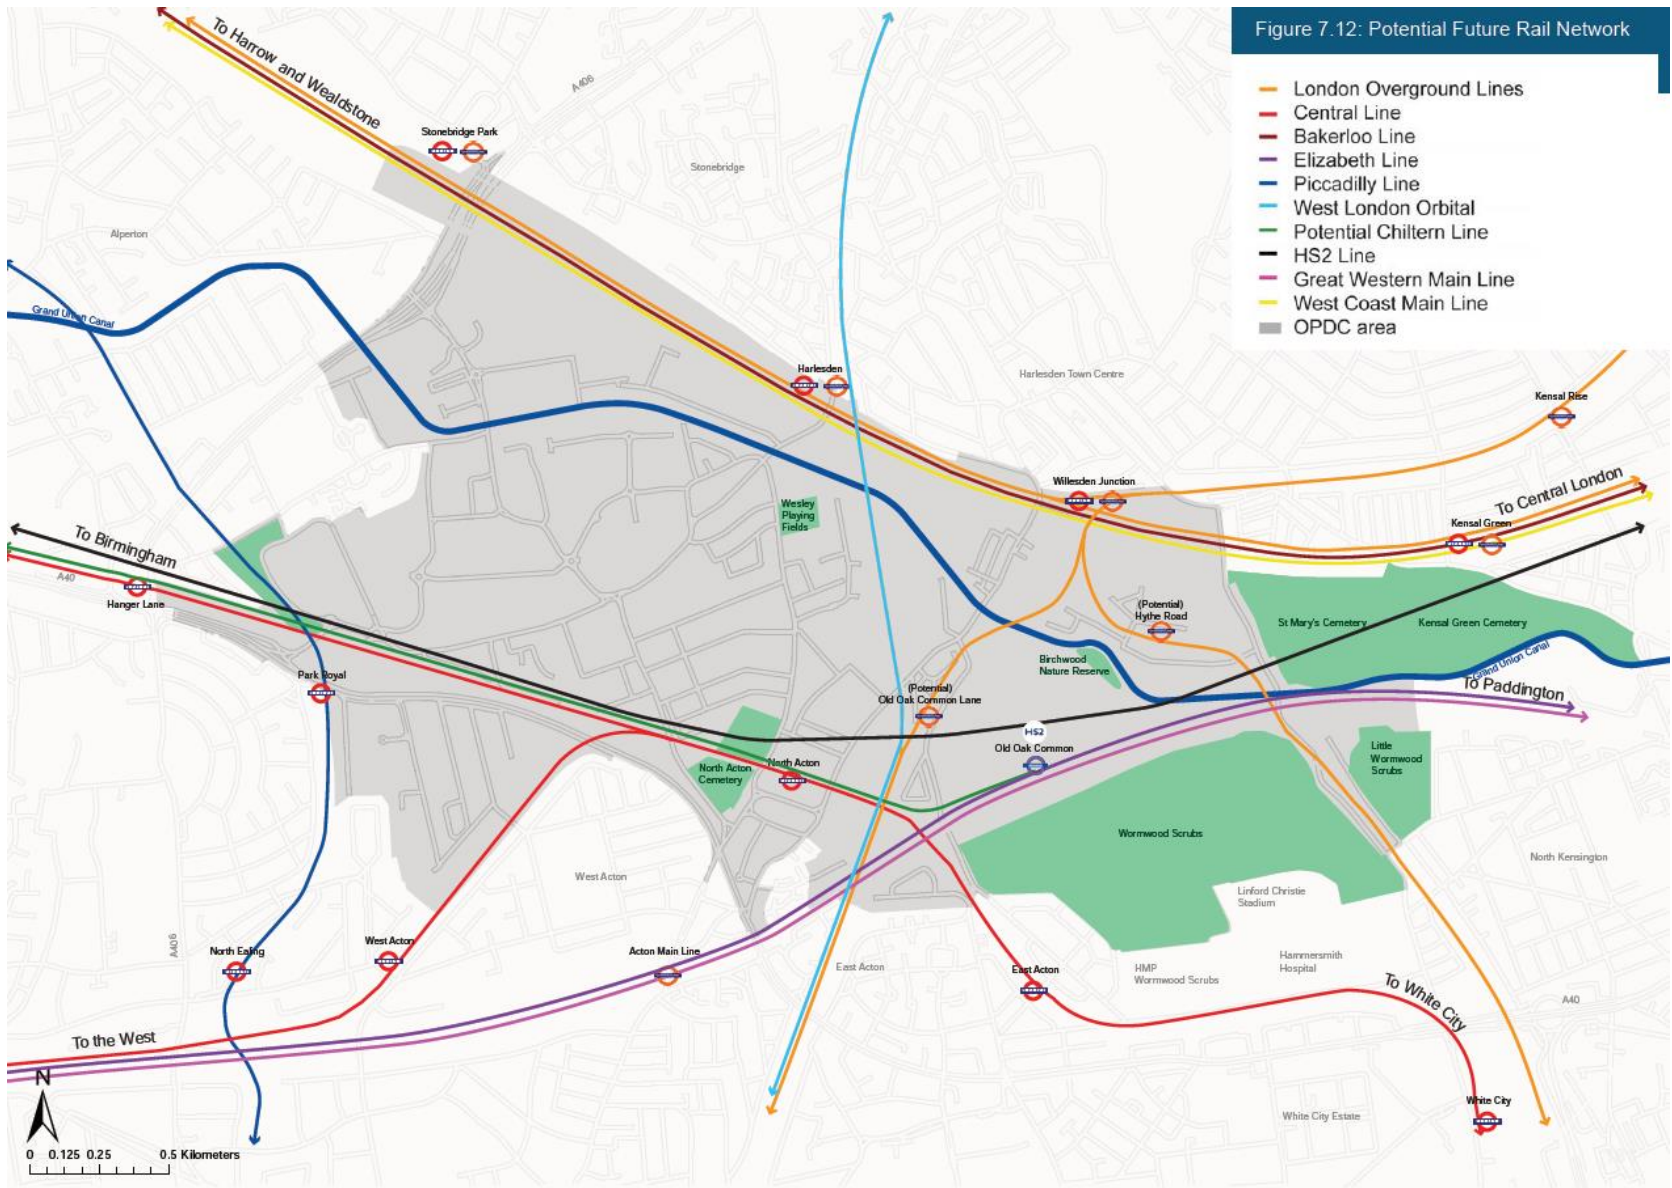 Figure 7.12: Potential Future Rail Network
London Overground Lines
Central Line
Bakerloo Line
Elizabeth Line
Piccadilly Line
West London Orbital
Potential Chiltern Line
HS2 Line
Great Western Main Line
West Coast Main Line
OPDC area
To Harrow and Wealdstone
A406
Stonebridge Park
Stonebridge
Alperton
Grand Union Canal
Harlesden
Harlesden Town Centre
Kensal Rise
Willesden Junction
To Central London
Kensal Green
Wesley
Playing
Fields
To Birmingham
A40
Hanger Lane
(Potential)
Hythe Road
St Mary's Cemetery
Kensal Green Cemetery
Grand Union Canal
Birchwood
Nature Reserve
Park Royal
(Potential)
Old Oak Common Lane
To Paddington
HS2
Old Oak Common
North Acton
Cemetery
North Acton
Little
Wormwood
Scrubs
Wormwood Scrubs
North Kensington
West Acton
Linford Christie
Stadium
A406
North Ealing
West Acton
Acton Main Line
East Acton
East Acton
HMP
Wormwood Scrubs
Hammersmith
Hospital
To White City
A40
To the West
N
White City
White City Estate
0 0.125 0.25 0.5 Kilometers